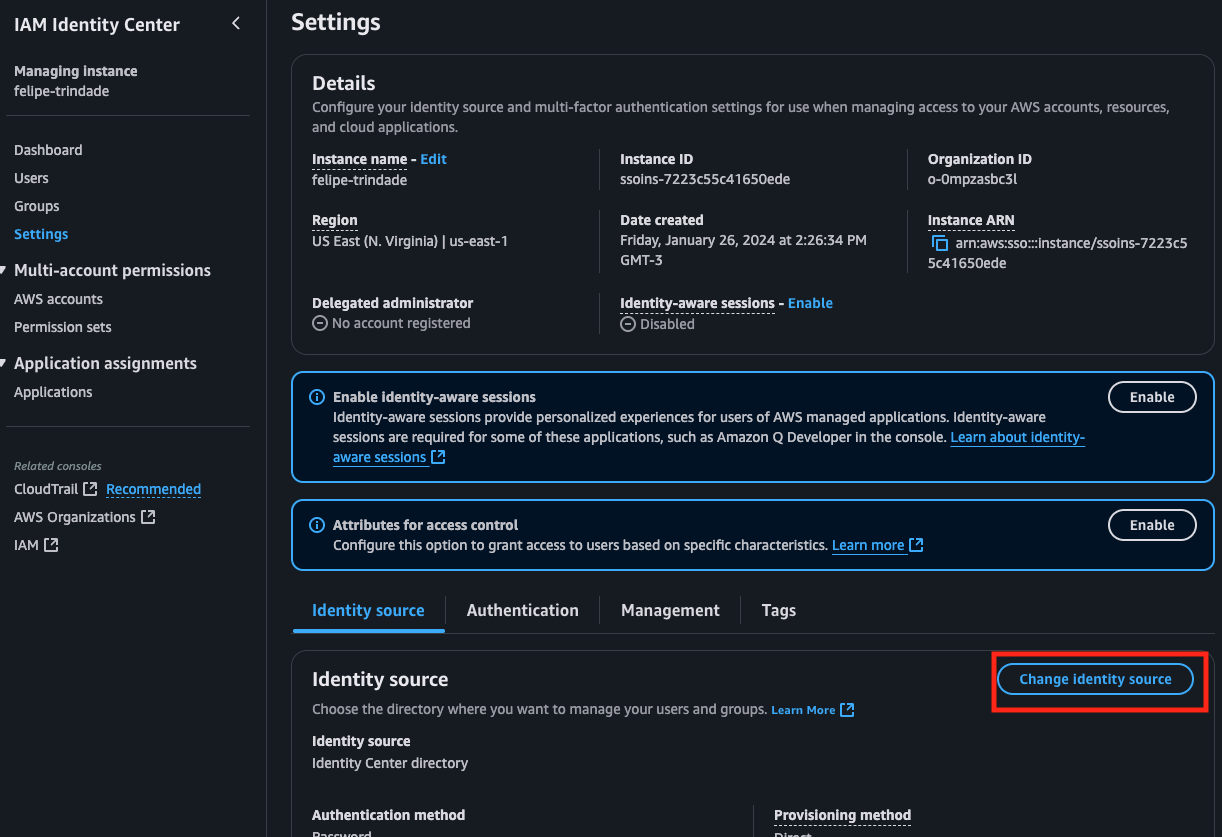 IAM Identity Center
Managing instance
felipe-trindade
Dashboard
Users
Groups
Settings
Multi-account permissions
AWS accounts
Permission sets
Application assignments
Applications
Related consoles
CloudTrail Recommended
AWS Organizations
IAM
Settings
Details
Configure your identity source and multi-factor authentication settings for use when managing access to your AWS accounts, resources,
and cloud applications.
Instance name - Edit
felipe-trindade
Instance ID
ssoins-7223c55c41650ede
Organization ID
o-0mpzasbc3l
Region
US East (N. Virginia) | us-east-1
Date created
Friday, January 26, 2024 at 2:26:34 PM
GMT-3
Instance ARN
arn:aws:sso:::instance/ssoins-7223c5
5c41650ede
Delegated administrator
No account registered
Identity-aware sessions - Enable
Disabled
Enable identity-aware sessions
Identity-aware sessions provide personalized experiences for users of AWS managed applications. Identity-aware
sessions are required for some of these applications, such as Amazon Q Developer in the console. Learn about identity-
aware sessions
Enable
Attributes for access control
Configure this option to grant access to users based on specific characteristics. Learn more
Enable
Identity source
Authentication
Management
Tags
Identity source
Change identity source
Choose the directory where you want to manage your users and groups. Learn More
Identity source
Identity Center directory
Authentication method
Password
Provisioning method
Direct